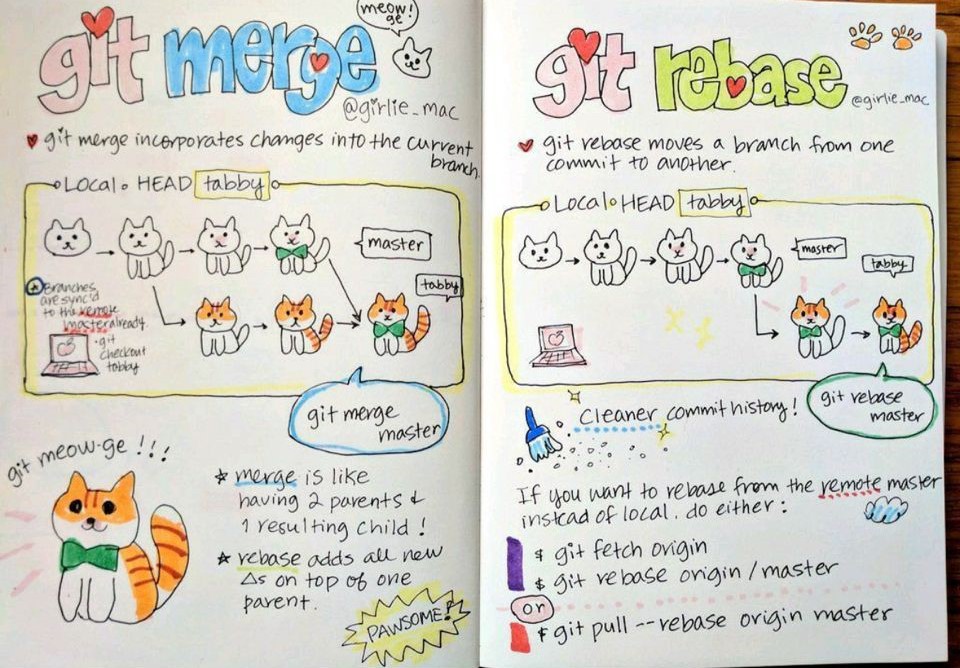 git merge
meow!
ge
@girlie_mac
git merge incorporates changes into the current
branch.
Local HEAD tabby
master
tabby
Branches
are sync'd
to the remote
master already.
git
checkout
tabby
git merge
master
git meow-ge !!!
merge is like
having 2 parents &
1 resulting child!
rebase adds all new
Δs on top of one
parent.
PAWSOME!
git rebase
@girlie_mac
git rebase moves a branch from one
commit to another.
Local HEAD tabby
master
tabby
git rebase
master
Cleaner commit history!
If you want to rebase from the remote master
instead of local. do either:
$ git fetch origin
$ git rebase origin/master
or
$ git pull --rebase origin master